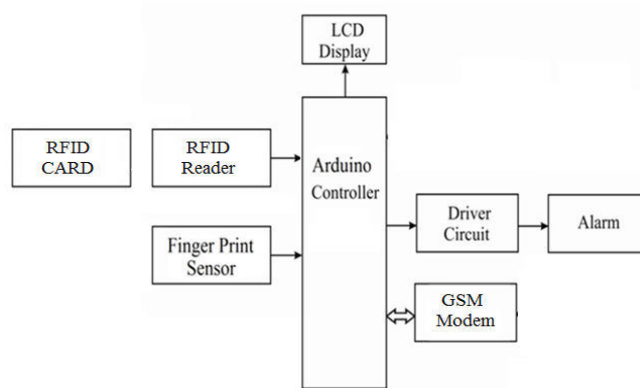 LCD
Display
RFID
CARD
RFID
Reader
Arduino
Controller
Finger Print
Sensor
Driver
Circuit
Alarm
GSM
Modem